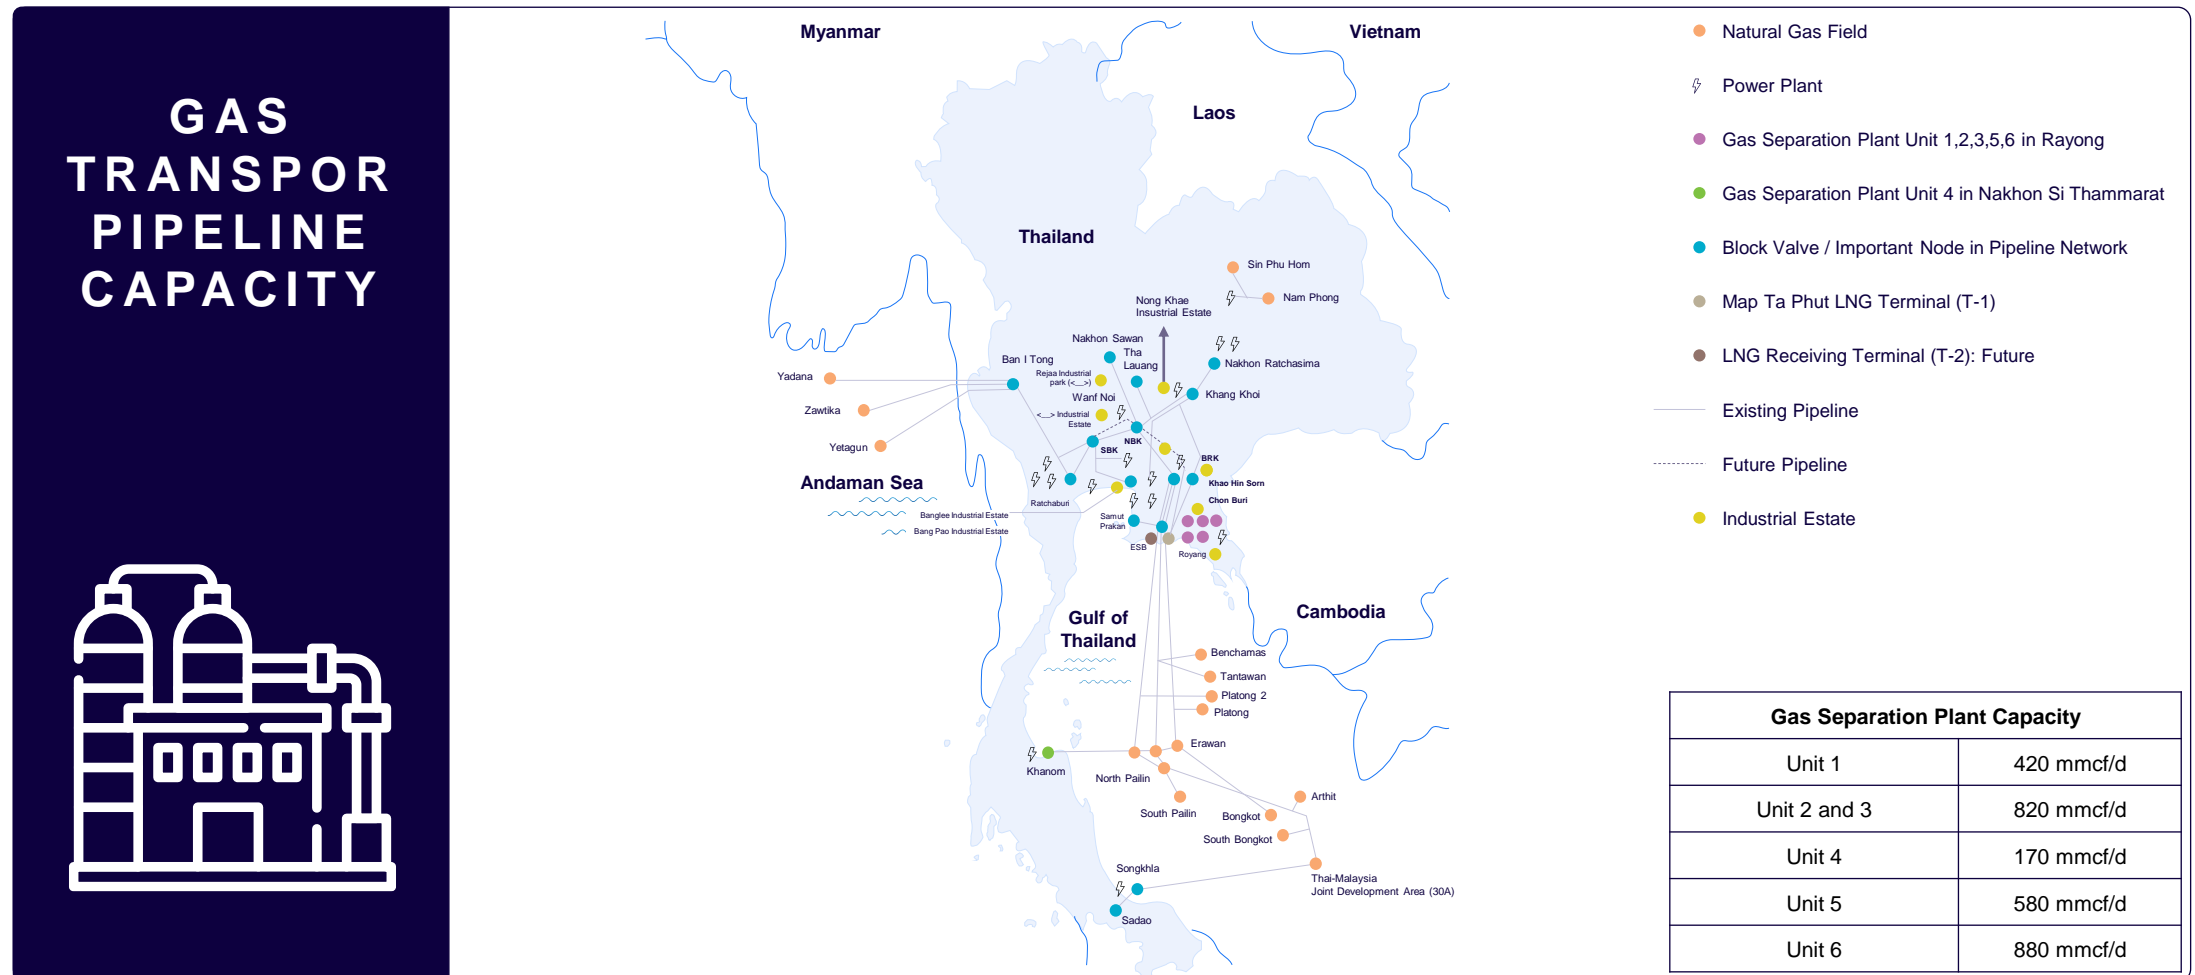 GAS
TRANSPOR
PIPELINE
CAPACITY
Myanmar
Vietnam
Laos
Thailand
Sin Phu Hom
Nam Phong
Nong Khae
Insustrial Estate
Nakhon Sawan
Tha
Lauang
Ban I Tong
Rejaa Industrial
park (<__>)
Nakhon Ratchasima
Yadana
Khang Khoi
Wanf Noi
Zawtika
<__> Industrial
Estate
NBK
Yetagun
SBK
BRK
Andaman Sea
Khao Hin Sorn
Ratchaburi
Chon Buri
Banglee Industrial Estate
Samut
Prakan
Bang Pao Industrial Estate
ESB
Royang
Gulf of
Thailand
Cambodia
Benchamas
Tantawan
Platong 2
Platong
Erawan
Khanom
North Pailin
South Pailin
Arthit
Bongkot
South Bongkot
Songkhla
Thai-Malaysia
Joint Development Area (30A)
Sadao
Natural Gas Field
Power Plant
Gas Separation Plant Unit 1,2,3,5,6 in Rayong
Gas Separation Plant Unit 4 in Nakhon Si Thammarat
Block Valve / Important Node in Pipeline Network
Map Ta Phut LNG Terminal (T-1)
LNG Receiving Terminal (T-2): Future
Existing Pipeline
Future Pipeline
Industrial Estate
Gas Separation Plant Capacity
Unit 1 420 mmcf/d
Unit 2 and 3 820 mmcf/d
Unit 4 170 mmcf/d
Unit 5 580 mmcf/d
Unit 6 880 mmcf/d